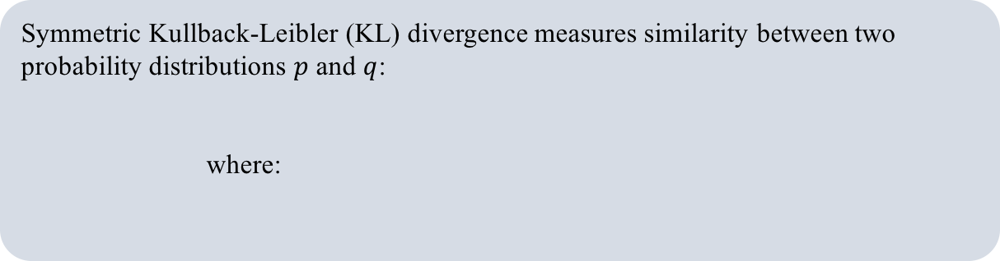 Symmetric Kullback-Leibler (KL) divergence measures similarity between two
probability distributions p and q:
where: